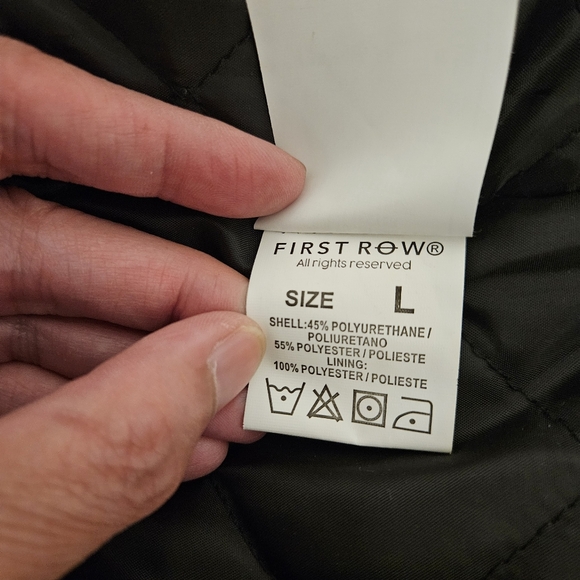 FIRST ROW®
All rights reserved
SIZE L
SHELL:45% POLYURETHANE /
POLIURETANO
55% POLYESTER / POLIESTE
LINING:
100% POLYESTER / POLIESTE